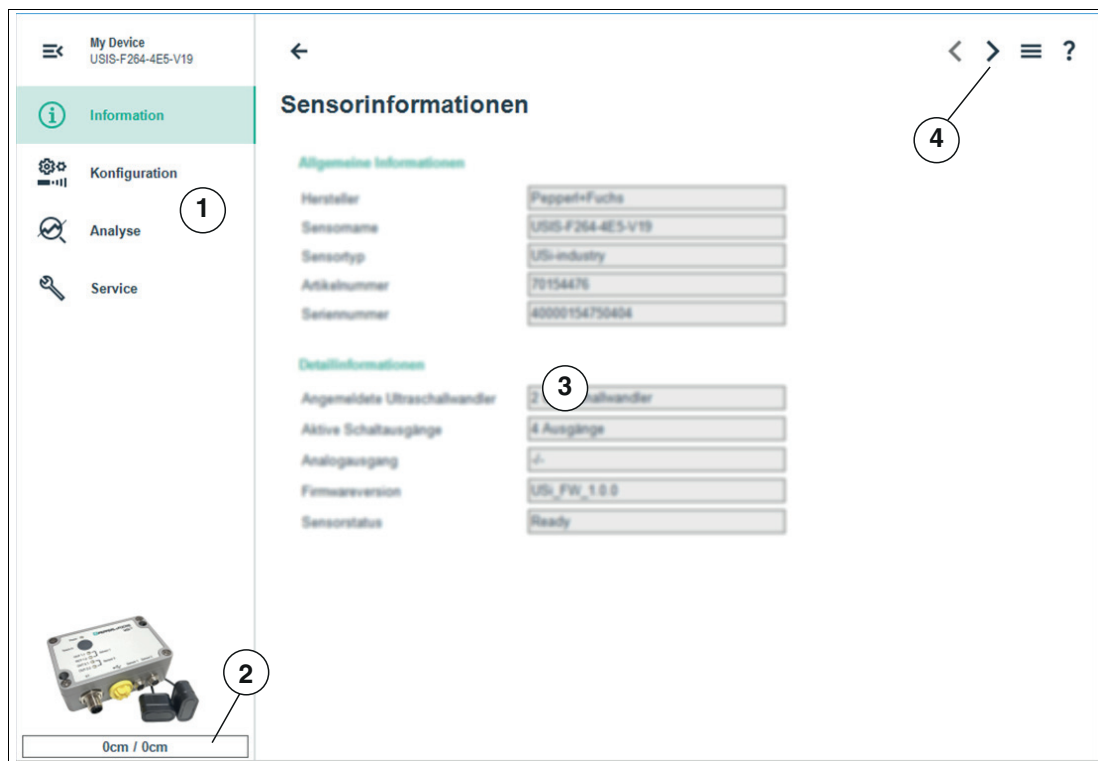 My Device
USIS-F264-4E5-V19
?
Information
Sensorinformationen
4
Allgemeine Informationen
Konfiguration
Hersteller Pepperl+Fuchs
1
Sensorname USIS-F264-4E5-V19
Analyse
Sensortyp USi-industry
Artikelnummer 70154476
Service
Seriennummer 40000154750404
Detailinformationen
3
Angemeldete Ultraschallwandler 2
Aktive Schaltausgänge 4 Ausgänge
Analogausgang -/-
Firmwareversion USi_FW_1.0.0
Sensorstatus Ready
2
0cm / 0cm